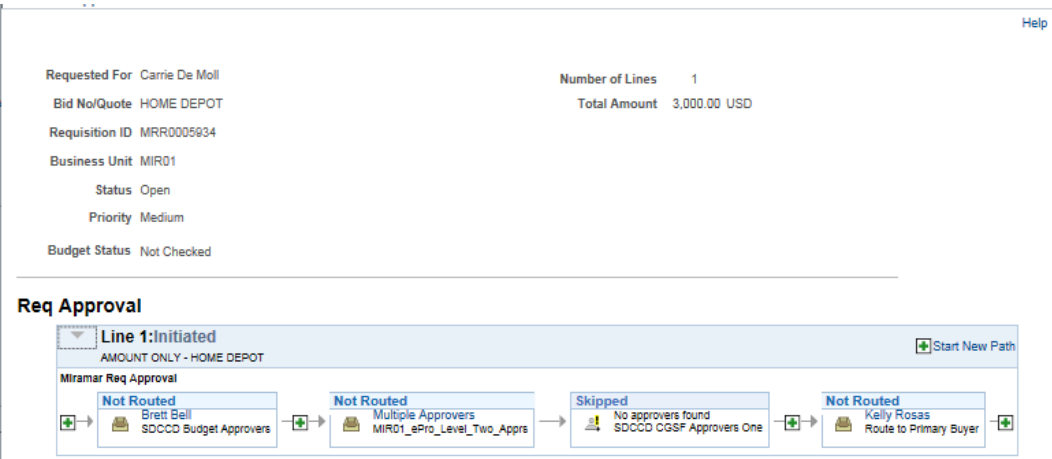 Help
Requested For Carrie De Moll
Number of Lines 1
Bid No/Quote HOME DEPOT
Total Amount 3,000.00 USD
Requisition ID MRR0005934
Business Unit MIR01
Status Open
Priority Medium
Budget Status Not Checked
Req Approval
Line 1:Initiated
AMOUNT ONLY - HOME DEPOT
Start New Path
Miramar Req Approval
Not Routed
Brett Bell
SDCCD Budget Approvers
Not Routed
Multiple Approvers
MIR01_ePro_Level_Two_Apprs
Skipped
No approvers found
SDCCD CGSF Approvers One
Not Routed
Kelly Rosas
Route to Primary Buyer